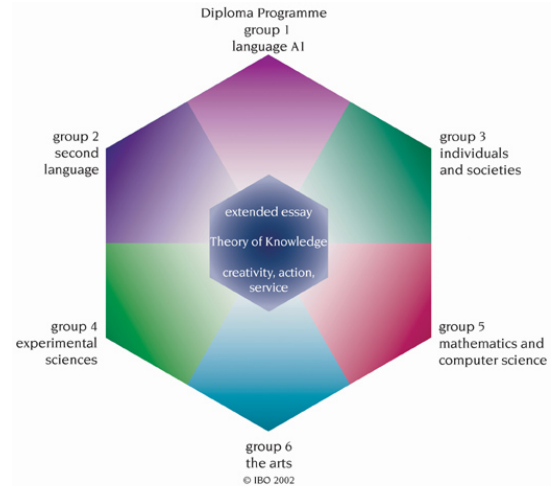 Diploma Programme
group 1
language A1
group 2
second
language
group 3
individuals
and societies
extended essay
Theory of Knowledge
creativity, action,
service
group 4
experimental
sciences
group 5
mathematics and
computer science
group 6
the arts
© IBO 2002